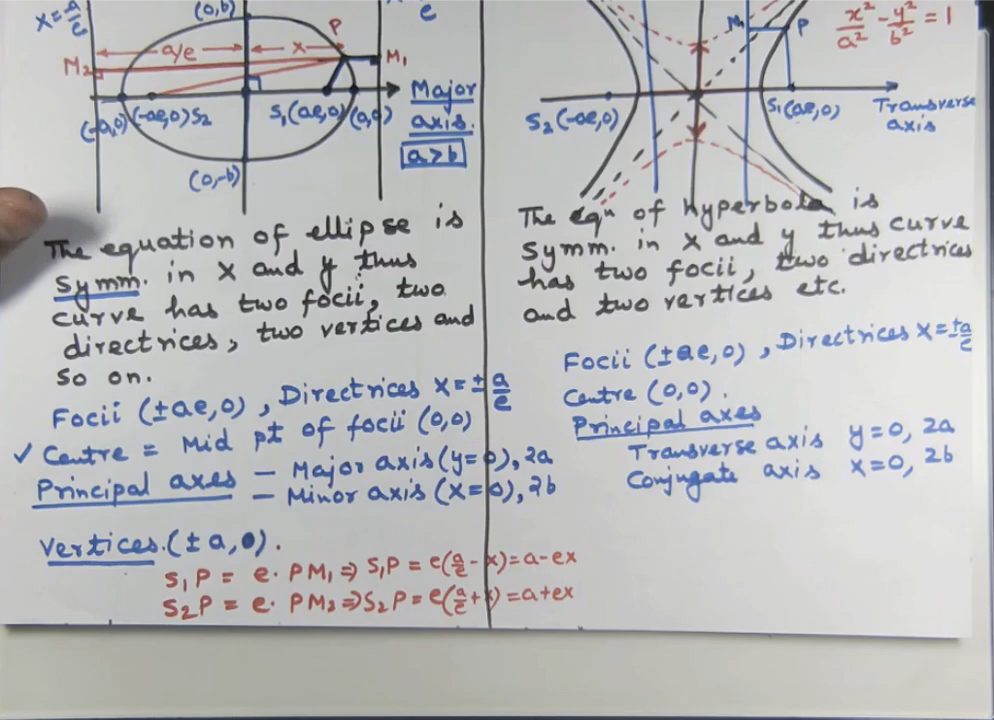 x = a/e
(0,b)
e
a/e
x
P
M2
M1
(-a,0)
(-ae,0)
S2
S1(ae,0)
(0,-b)
Major
axis.
a>b
The equation of ellipse is
symm. in x and y thus
curve has two focii, two
directrices, two vertices and
so on.
Focii (±ae,0), Directrices x = ± a/e
✓ Centre = Mid pt of focii (0,0)
Principal axes — Major axis (y=0), 2a
— Minor axis (x=0), 2b
Vertices. (± a, 0).
S1P = e. PM1 ⇒ S1P = e(a/e - x) = a-ex
S2P = e. PM2 ⇒ S2P = e(a/e + x) = a+ex
x²/a² - y²/b² = 1
P
S2(-ae,0)
S1(ae,0)
Transverse
axis
The eqn of Hyperbola is
symm. in x and y thus curve
has two focii, two directrices
and two vertices etc.
Focii (±ae,0), Directrices x = ±a/e
Centre (0,0).
Principal axes
Transverse axis y=0, 2a
Conjugate axis x=0, 2b